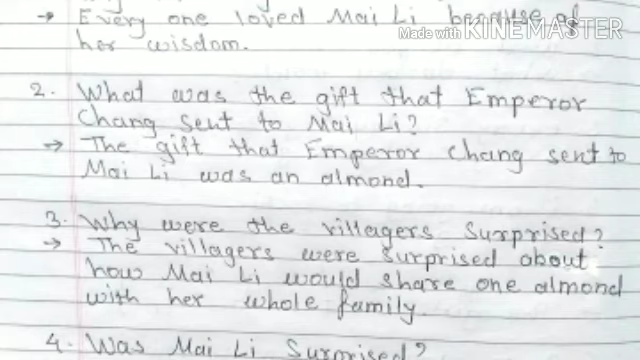 → Every one loved Mai Li because of
her wisdom.
Made with KINEMASTER
2. What was the gift that Emperor
Chang sent to Mai Li?
→ The gift that Emperor Chang sent to
Mai Li was an almond.
3. Why were the villagers Surprised?
→ The villagers were surprised about
how Mai Li would share one almond
with her whole family.
4. Was Mai Li Surprised?